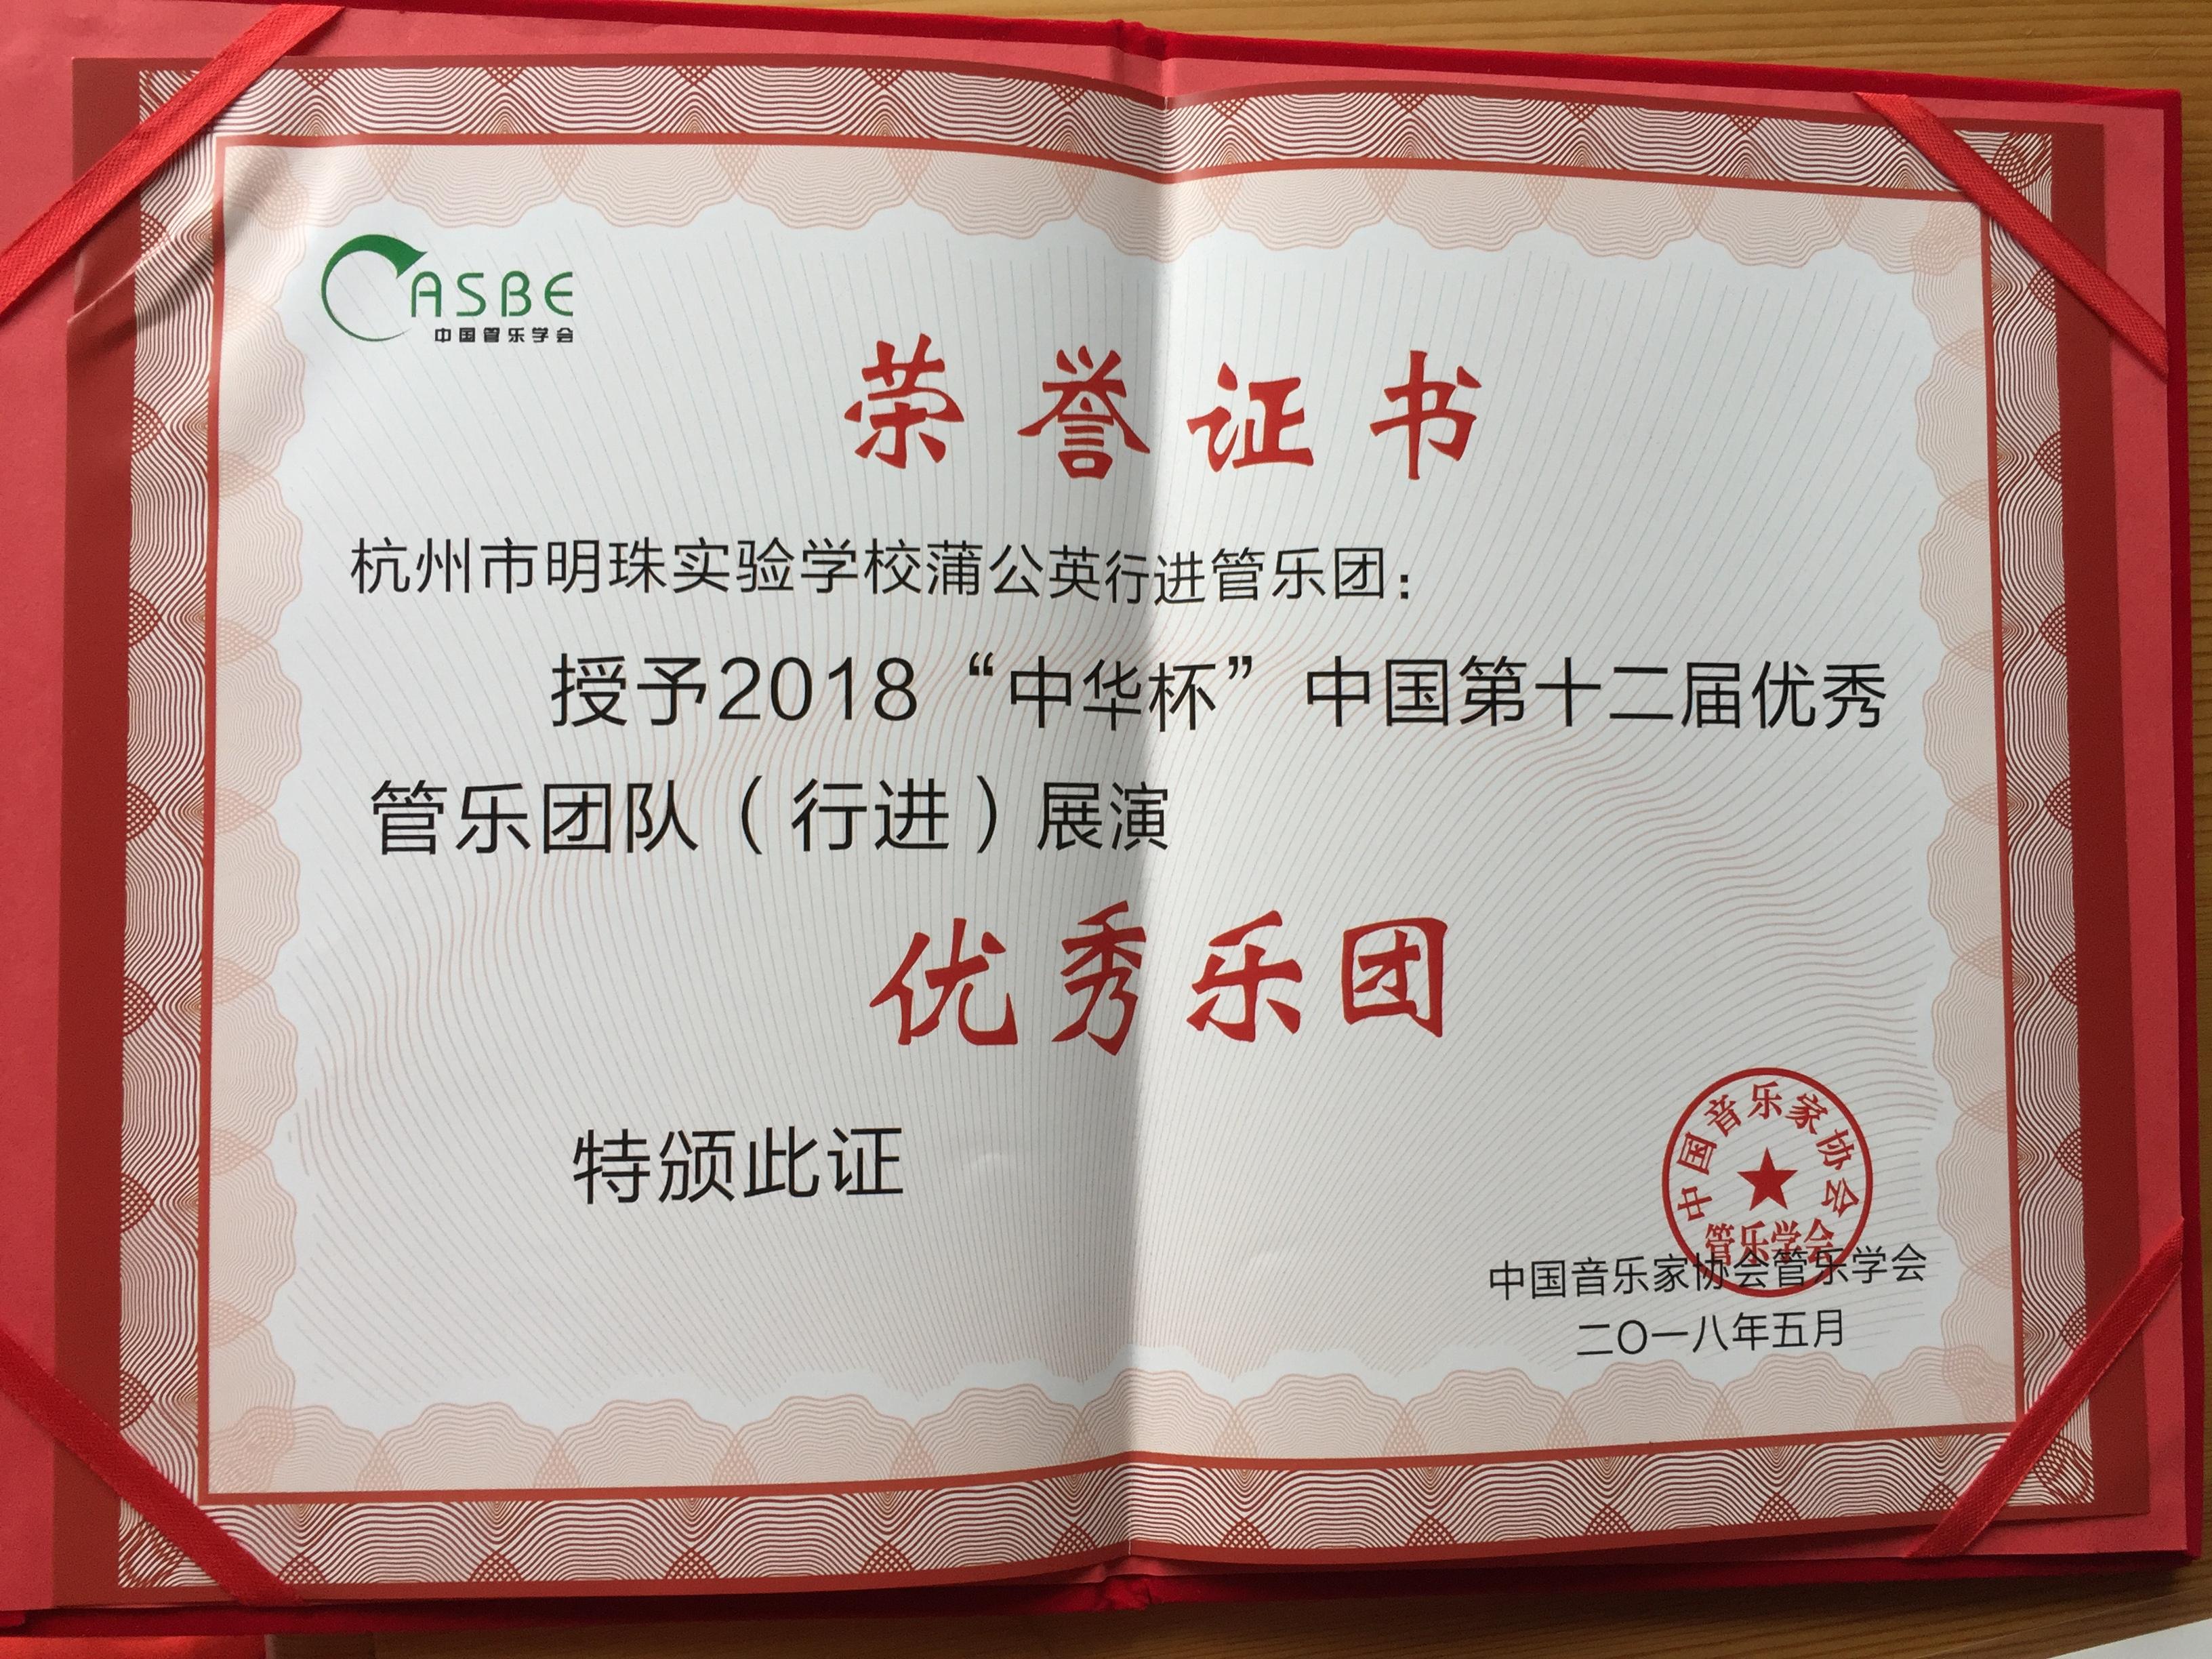 CASBE
中国管乐学会
荣誉证书
杭州市明珠实验学校蒲公英行进管乐团：
授予2018“中华杯”中国第十二届优秀
管乐团队（行进）展演
优秀乐团
特颁此证
中国音乐家协会
管乐学会
中国音乐家协会管乐学会
二〇一八年五月